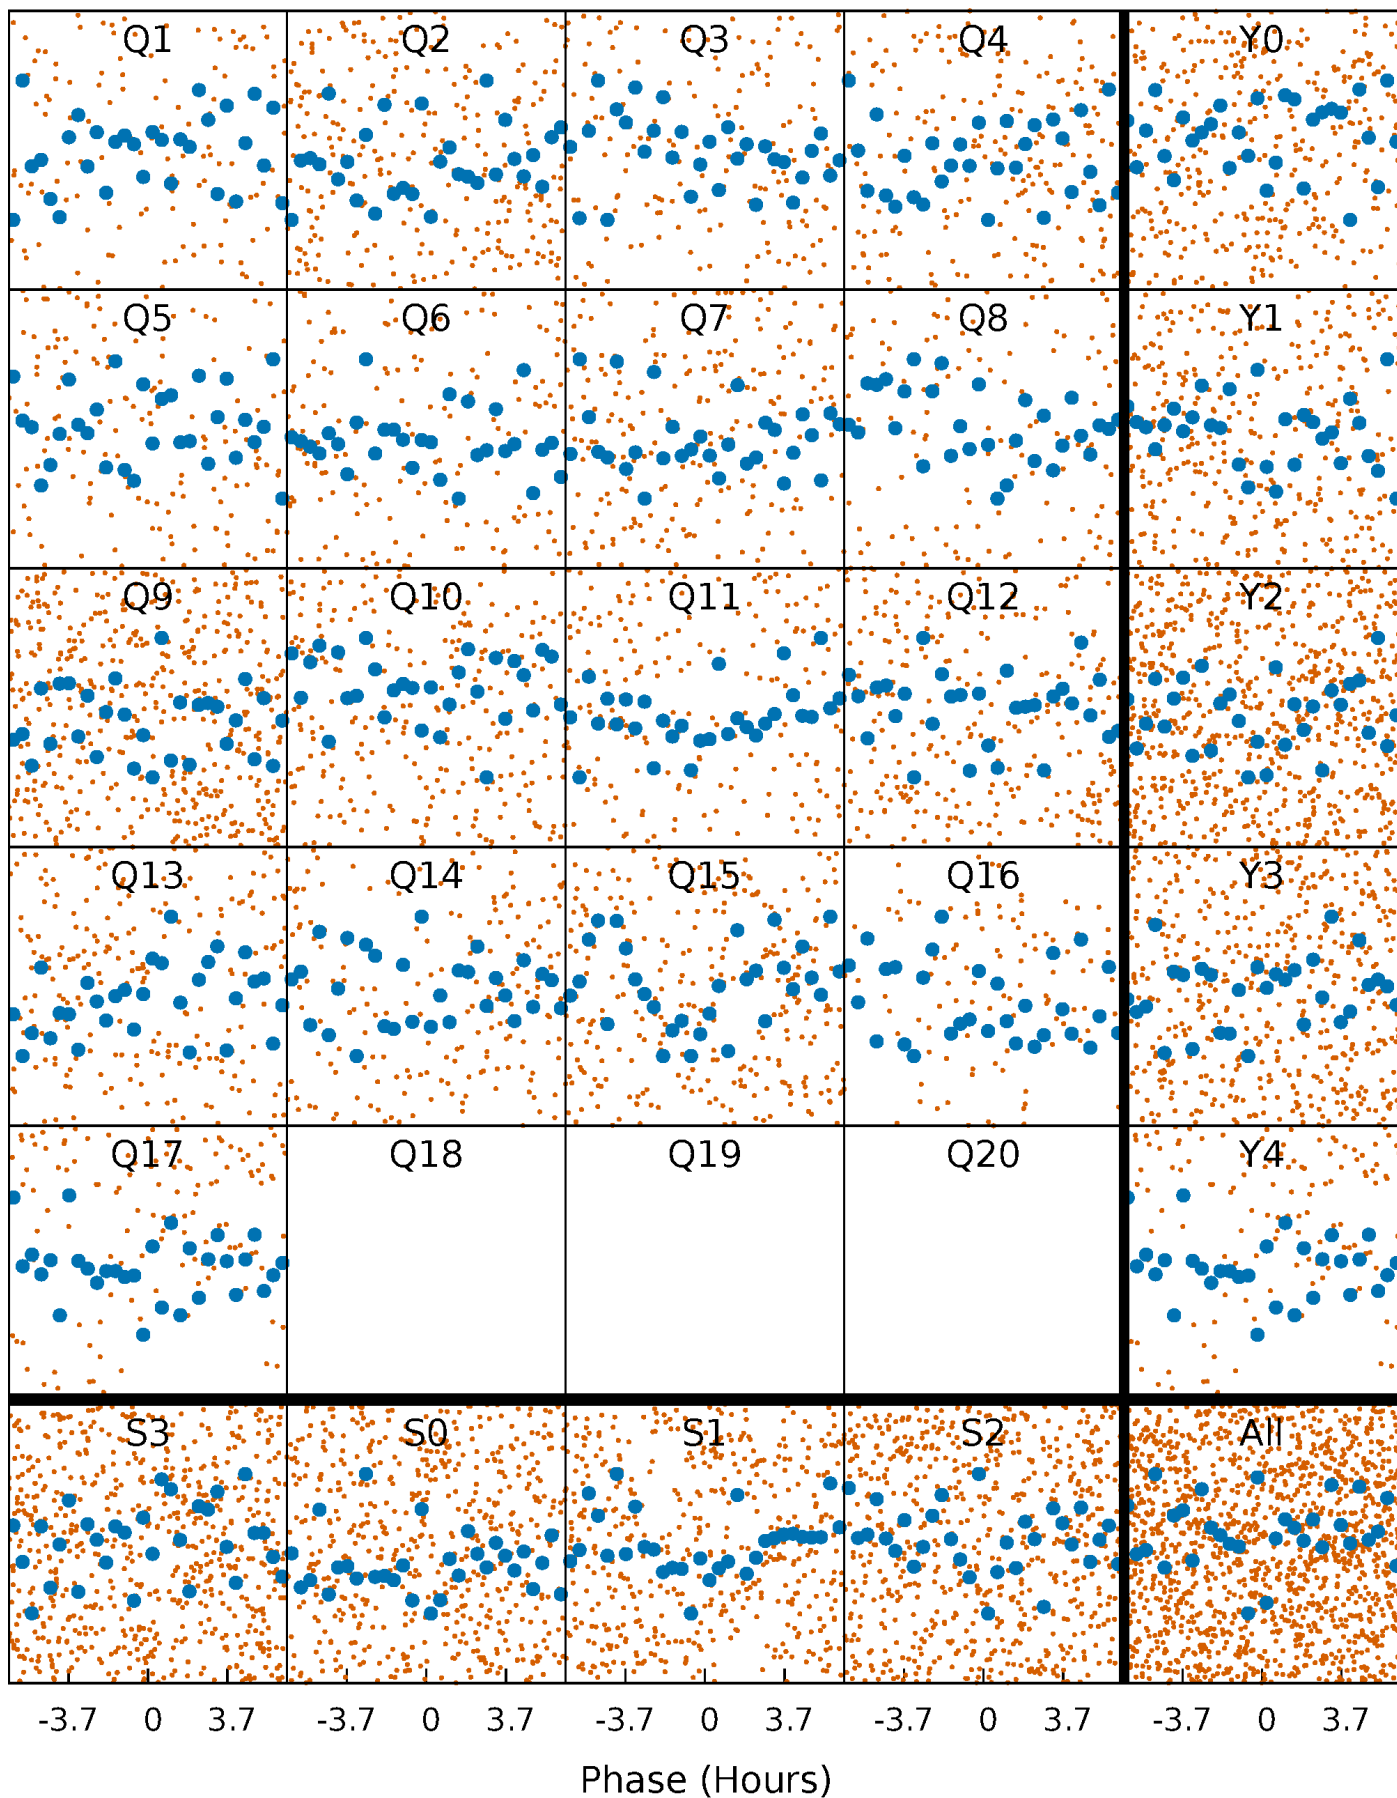 Q1 Q2 Q3 Q4 Y0
Q5 Q6 Q7 Q8 Y1
Q9 Q10 Q11 Q12 Y2
Q13 Q14 Q15 Q16 Y3
Q17 Q18 Q19 Q20 Y4
S3 S0 S1 S2 All
-3.7 0 3.7 -3.7 0 3.7 -3.7 0 3.7 -3.7 0 3.7 -3.7 0 3.7
Phase (Hours)